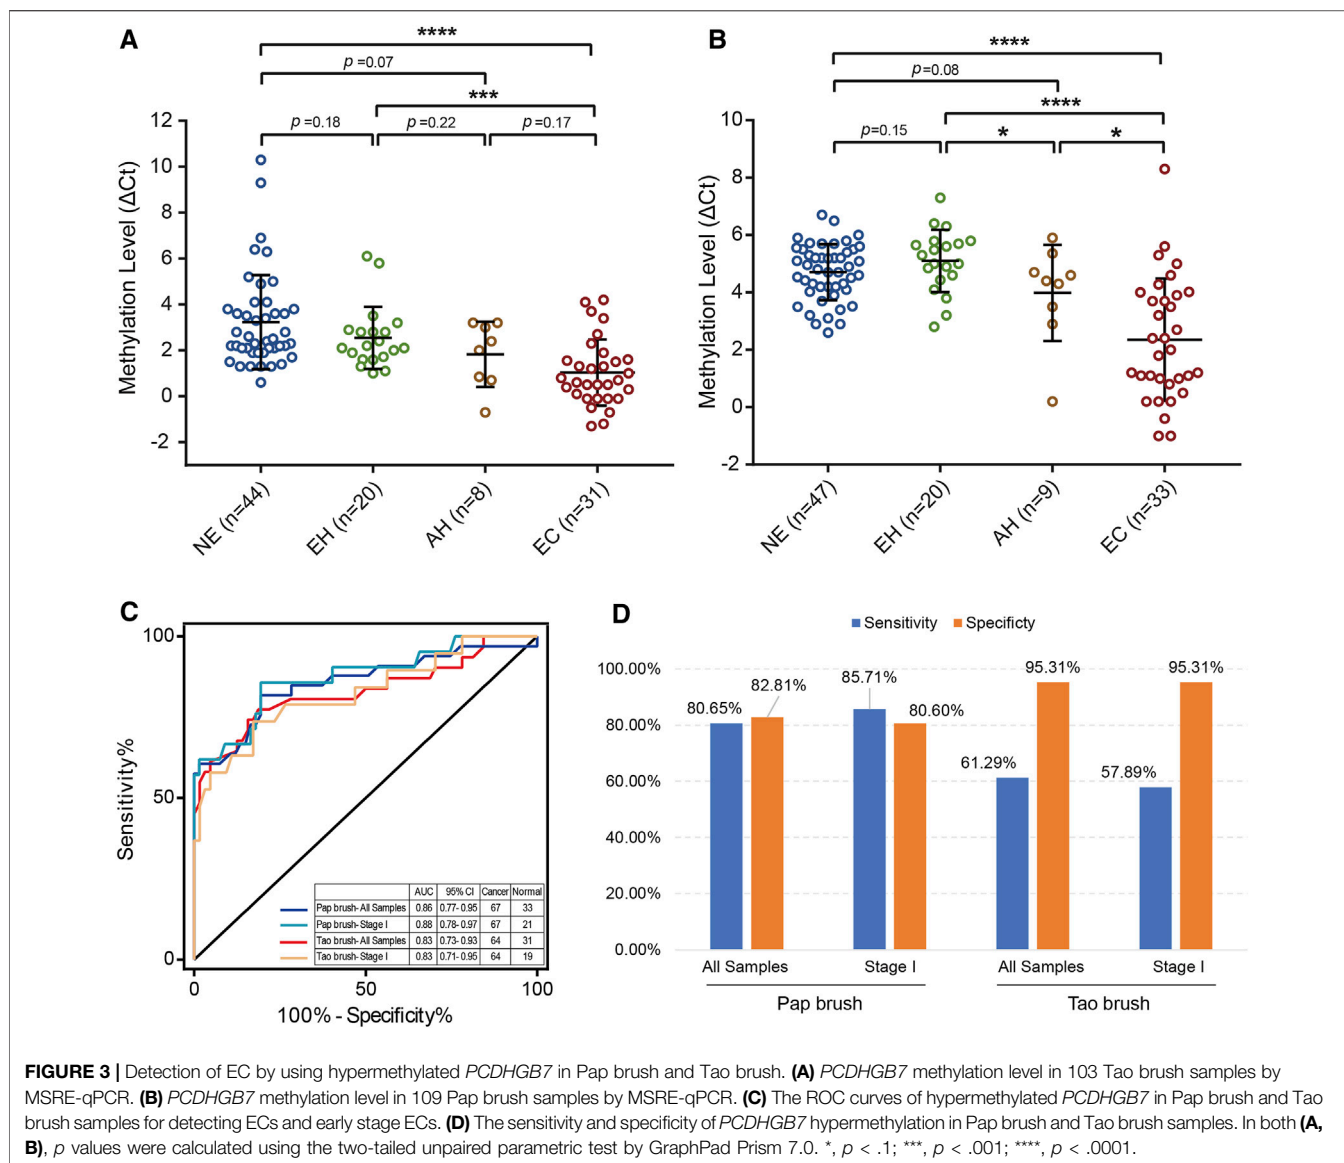 A
****
p =0.07
***
p =0.18
p =0.22
p =0.17
Methylation Level (ΔCt)
12
10
8
6
4
2
0
-2
NE (n=44)
EH (n=20)
AH (n=8)
EC (n=31)
B
****
p =0.08
****
p=0.15
*
*
Methylation Level (ΔCt)
10
8
6
4
2
0
-2
NE (n=47)
EH (n=20)
AH (n=9)
EC (n=33)
C
Sensitivity%
100
50
0
AUC 95% CI Cancer Normal
Pap brush- All Samples 0.86 0.77- 0.95 67 33
Pap brush- Stage I 0.88 0.78- 0.97 67 21
Tao brush- All Samples 0.83 0.73- 0.93 64 31
Tao brush- Stage I 0.83 0.71- 0.95 64 19
0 50 100
100% - Specificity%
D
Sensitivity Specificty
100.00%
80.00%
60.00%
40.00%
20.00%
0.00%
80.65% 82.81% 85.71% 80.60% 61.29% 95.31% 57.89% 95.31%
All Samples Stage I All Samples Stage I
Pap brush Tao brush
FIGURE 3 | Detection of EC by using hypermethylated PCDHGB7 in Pap brush and Tao brush. (A) PCDHGB7 methylation level in 103 Tao brush samples by
MSRE-qPCR. (B) PCDHGB7 methylation level in 109 Pap brush samples by MSRE-qPCR. (C) The ROC curves of hypermethylated PCDHGB7 in Pap brush and Tao
brush samples for detecting ECs and early stage ECs. (D) The sensitivity and specificity of PCDHGB7 hypermethylation in Pap brush and Tao brush samples. In both (A,
B), p values were calculated using the two-tailed unpaired parametric test by GraphPad Prism 7.0. *, p < .1; ***, p < .001; ****, p < .0001.